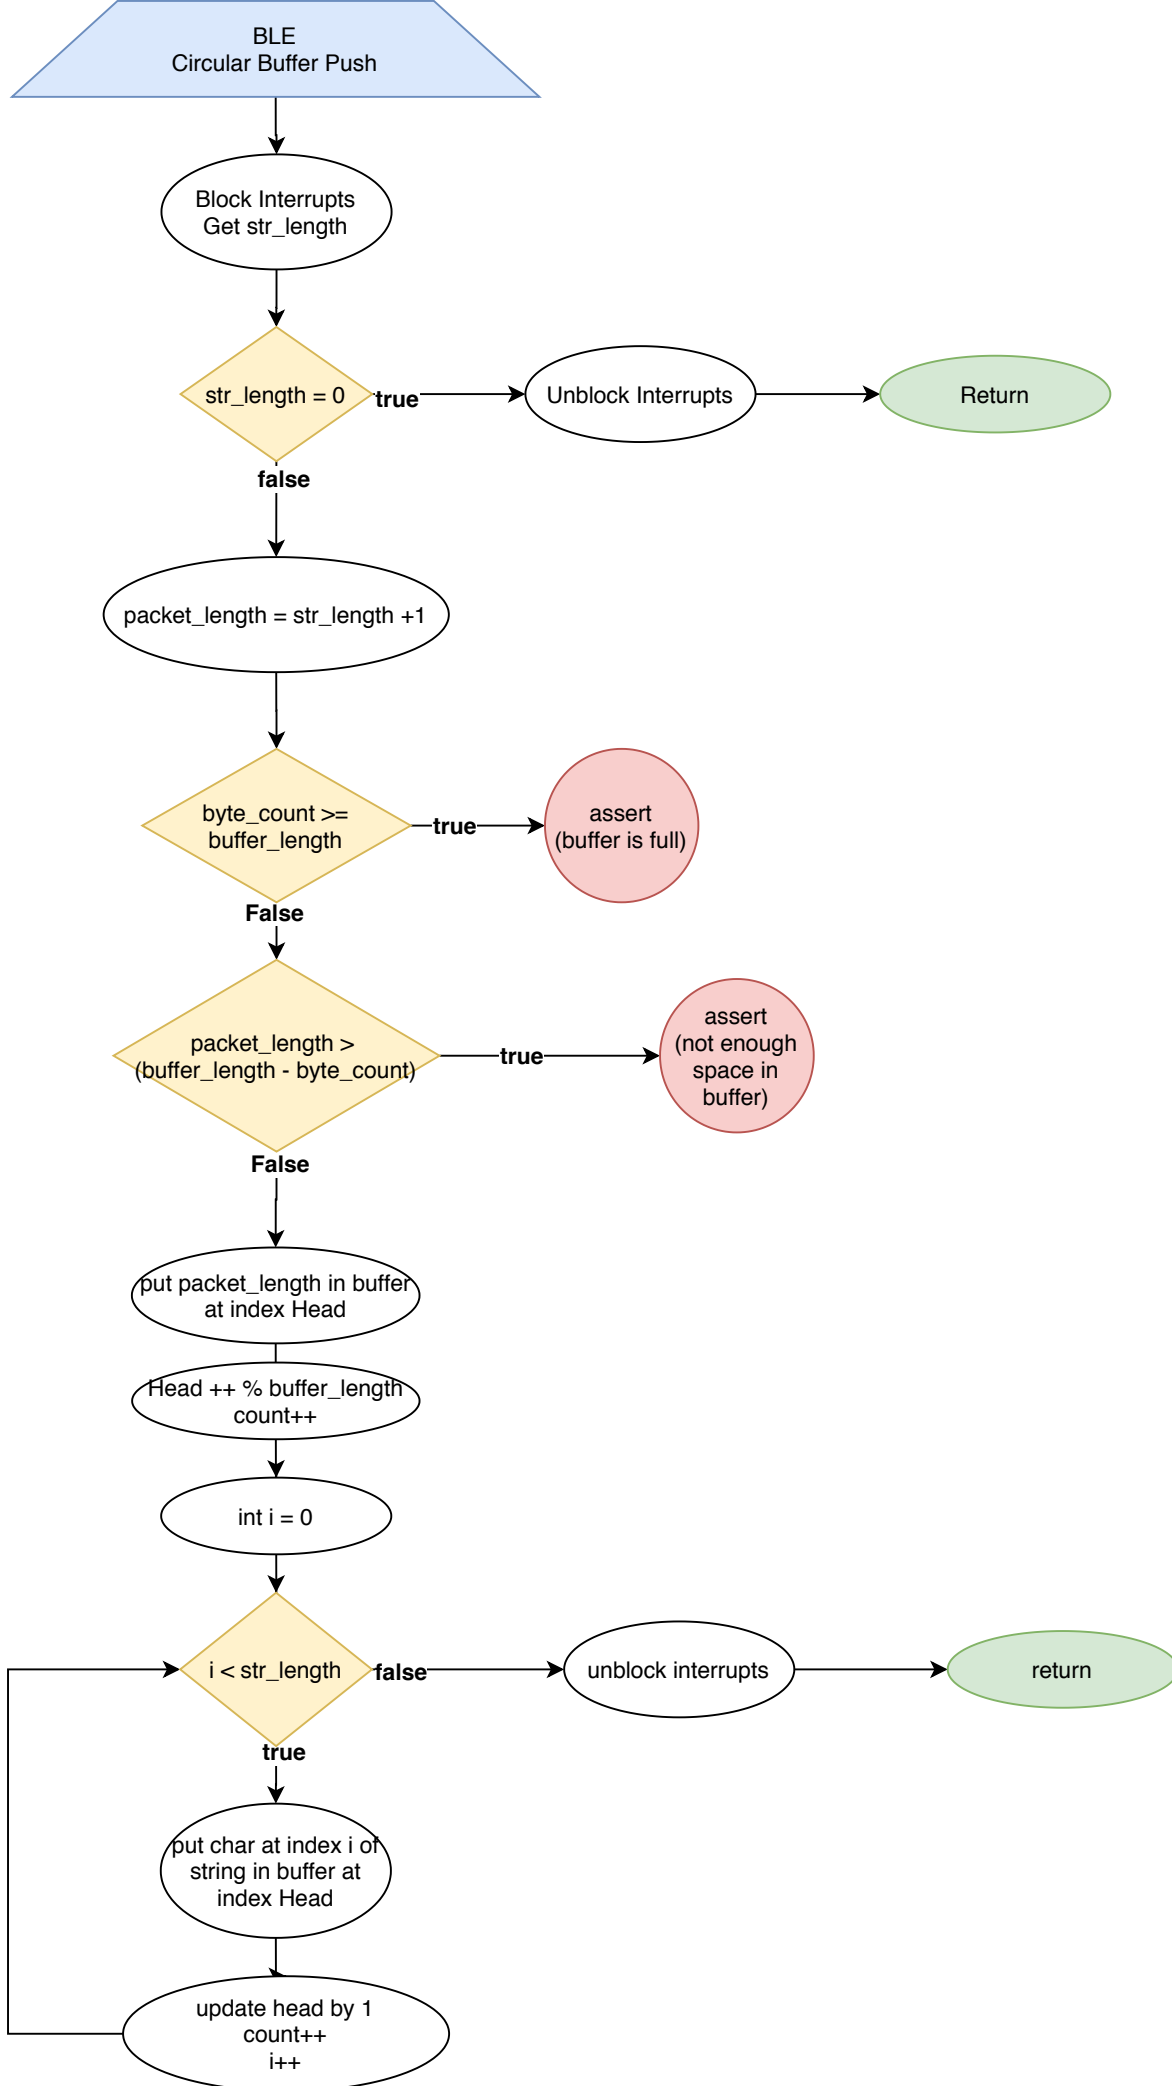 BLE
Circular Buffer Push
Block Interrupts
Get str_length
str_length = 0
true
Unblock Interrupts
Return
false
packet_length = str_length +1
byte_count >=
buffer_length
true
assert
(buffer is full)
False
packet_length >
(buffer_length - byte_count)
true
assert
(not enough
space in
buffer)
False
put packet_length in buffer
at index Head
Head ++ % buffer_length
count++
int i = 0
i < str_length
false
unblock interrupts
return
true
put char at index i of
string in buffer at
index Head
update head by 1
count++
i++